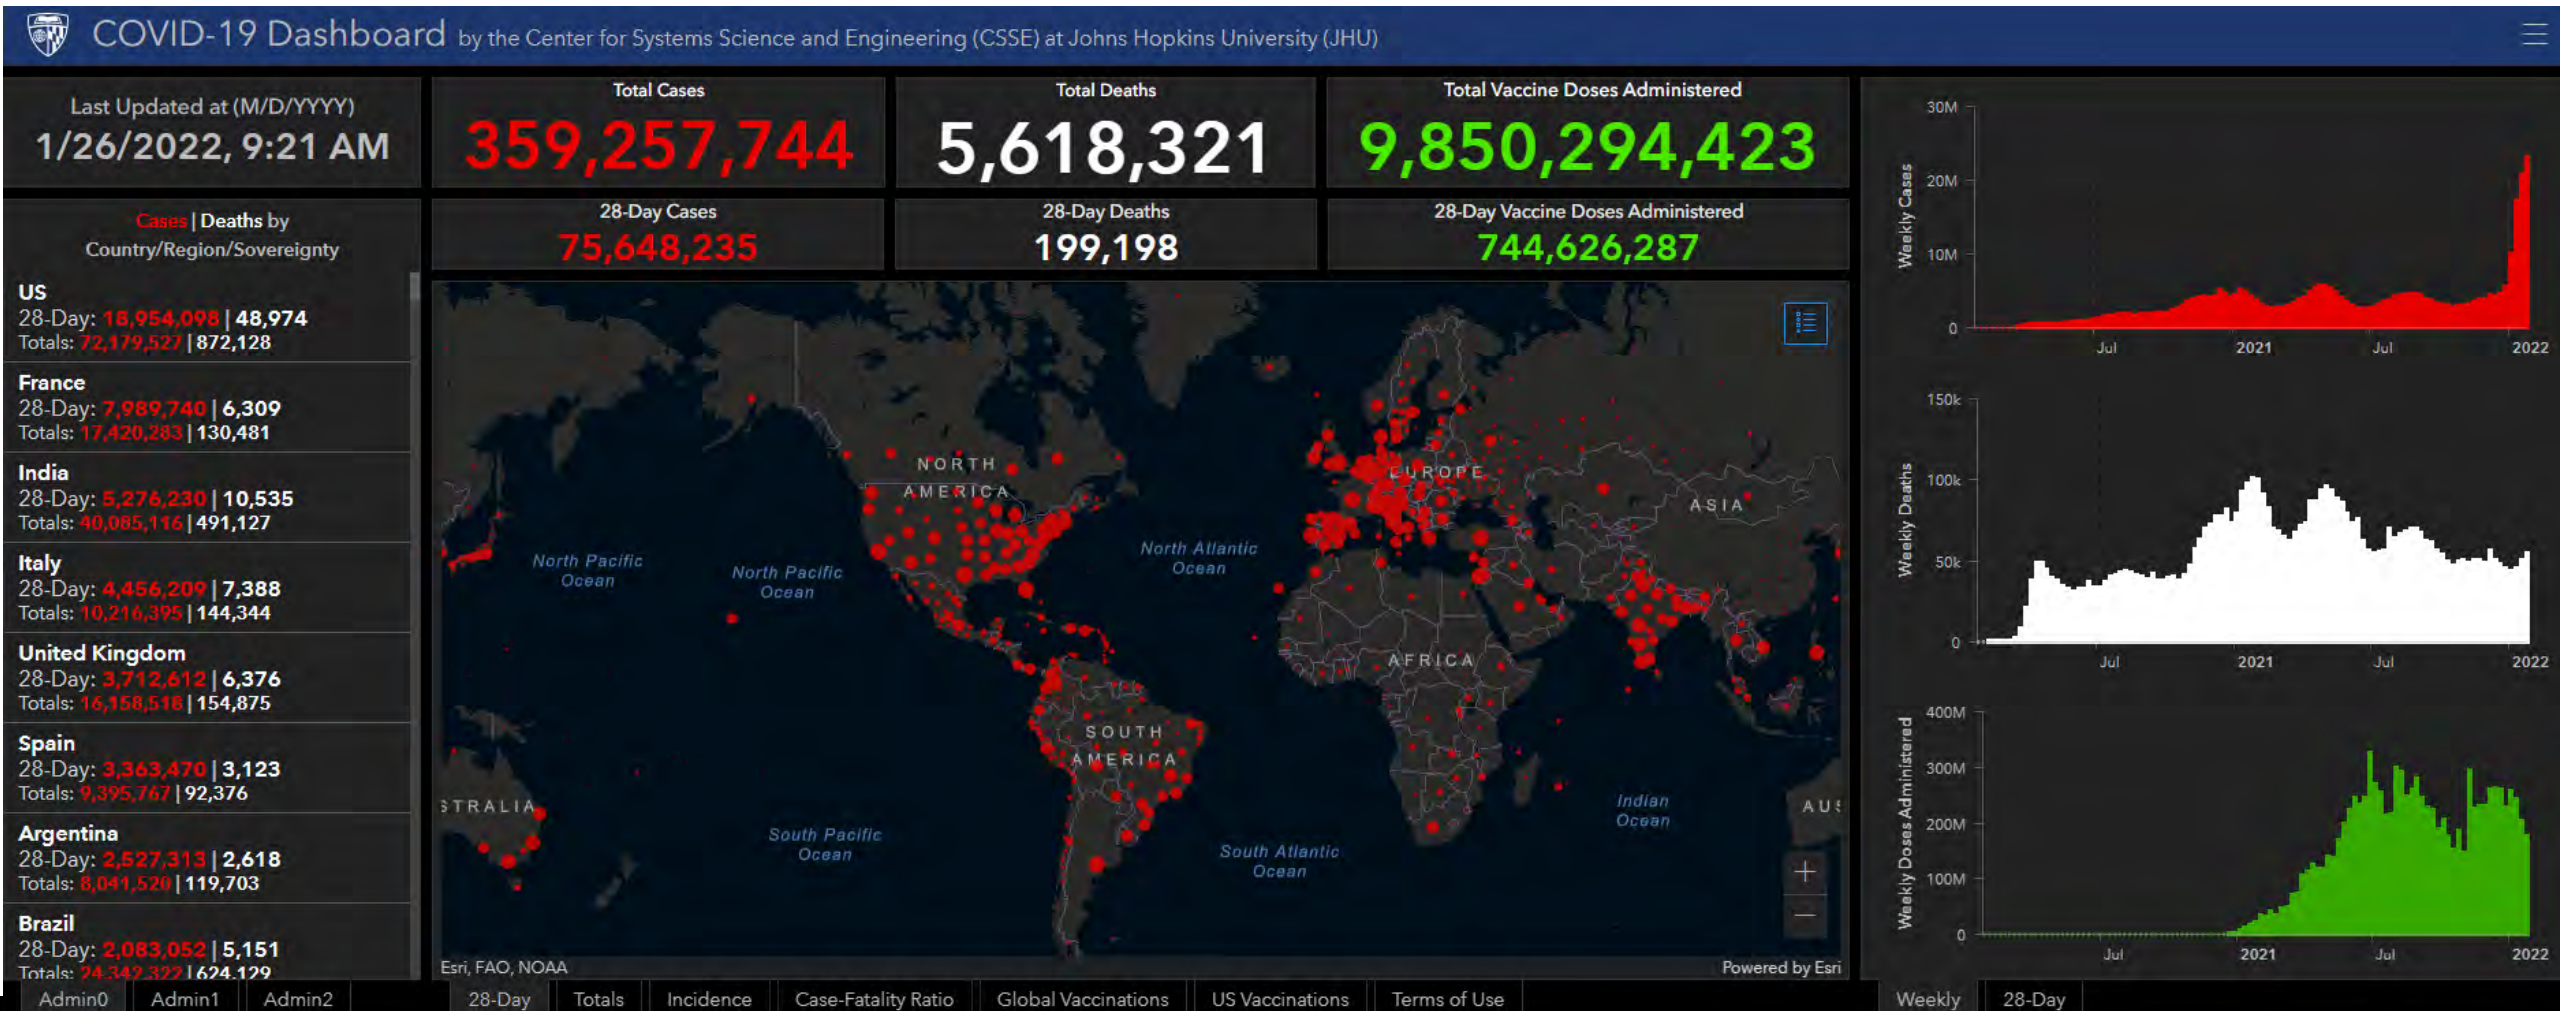 COVID-19 Dashboard by the Center for Systems Science and Engineering (CSSE) at Johns Hopkins University (JHU)
Last Updated at (M/D/YYYY)
1/26/2022, 9:21 AM
Total Cases
359,257,744
Total Deaths
5,618,321
Total Vaccine Doses Administered
9,850,294,423
28-Day Cases
75,648,235
28-Day Deaths
199,198
28-Day Vaccine Doses Administered
744,626,287
Cases | Deaths by
Country/Region/Sovereignty
US
28-Day: 18,954,098 | 48,974
Totals: 72,179,527 | 872,128
France
28-Day: 7,989,740 | 6,309
Totals: 17,420,283 | 130,481
India
28-Day: 5,276,230 | 10,535
Totals: 40,085,116 | 491,127
Italy
28-Day: 4,456,209 | 7,388
Totals: 10,216,395 | 144,344
United Kingdom
28-Day: 3,712,612 | 6,376
Totals: 16,158,518 | 154,875
Spain
28-Day: 3,363,470 | 3,123
Totals: 9,395,767 | 92,376
Argentina
28-Day: 2,527,313 | 2,618
Totals: 8,041,520 | 119,703
Brazil
28-Day: 2,083,052 | 5,151
Totals: 24,342,322 | 624,129
Admin0
Admin1
Admin2
NORTH
AMERICA
EUROPE
ASIA
North Pacific
Ocean
North Pacific
Ocean
North Atlantic
Ocean
AFRICA
SOUTH
AMERICA
STRALIA
AUS
Indian
Ocean
South Pacific
Ocean
South Atlantic
Ocean
Esri, FAO, NOAA
Powered by Esri
28-Day
Totals
Incidence
Case-Fatality Ratio
Global Vaccinations
US Vaccinations
Terms of Use
Weekly Cases
30M
20M
10M
0
Jul
2021
Jul
2022
Weekly Deaths
150k
100k
50k
0
Jul
2021
Jul
2022
Weekly Doses Administered
400M
300M
200M
100M
0
Jul
2021
Jul
2022
Weekly
28-Day